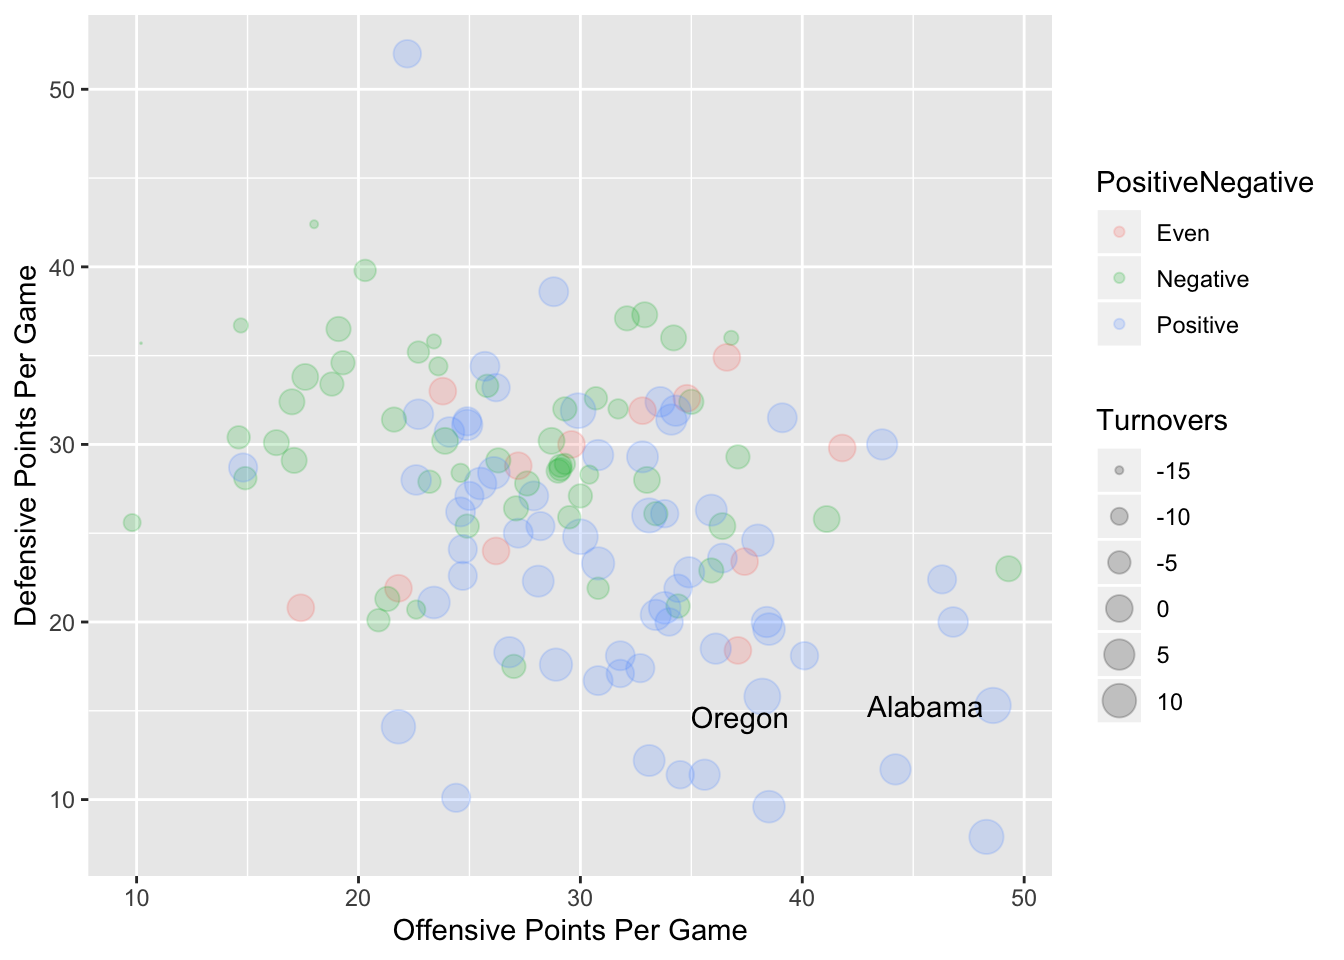 50
40
30
20
10
Defensive Points Per Game
Oregon
Alabama
10 20 30 40 50
Offensive Points Per Game
PositiveNegative
Even
Negative
Positive
Turnovers
-15
-10
-5
0
5
10